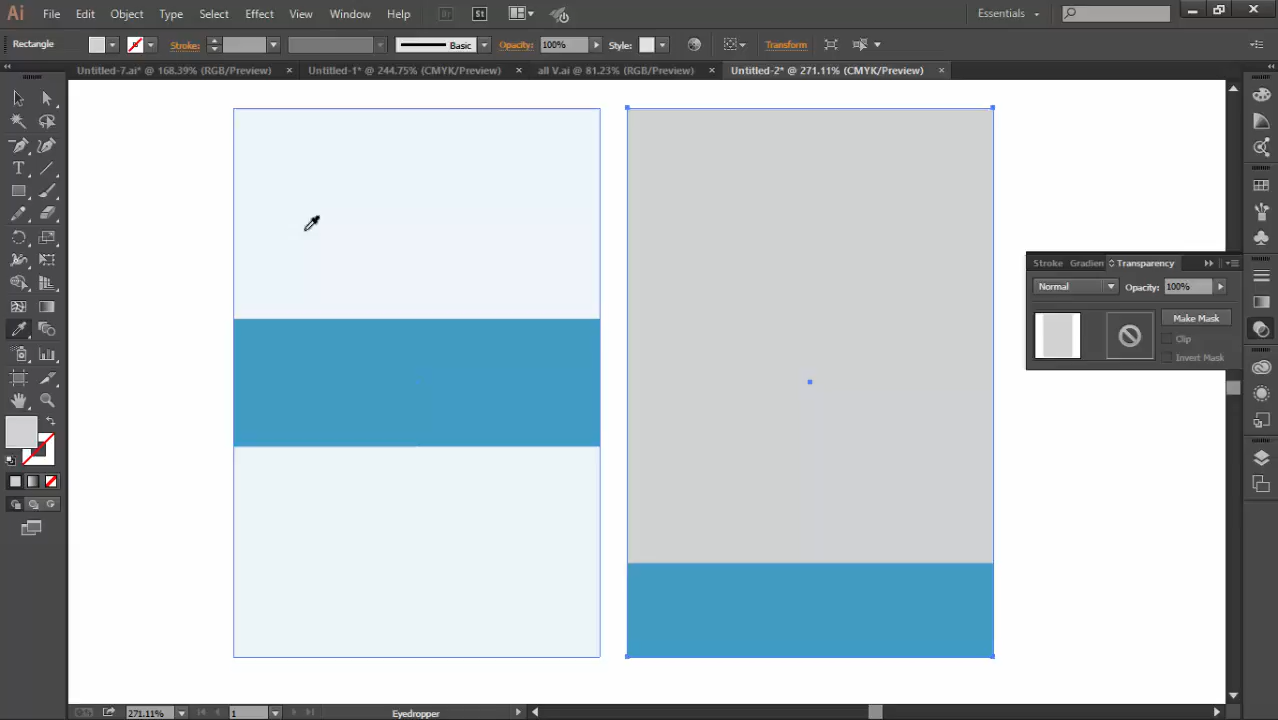 Ai File Edit Object Type Select Effect View Window Help Br St Essentials
Rectangle Stroke: Basic Opacity: 100% Style: Transform
Untitled-7.ai* @ 168.39% (RGB/Preview) × Untitled-1* @ 244.75% (CMYK/Preview) × all V.ai @ 81.23% (RGB/Preview) × Untitled-2* @ 271.11% (CMYK/Preview) ×
T
Stroke Gradien Transparency
Normal Opacity: 100%
Make Mask
Clip
Invert Mask
271.11% 1 Eyedropper